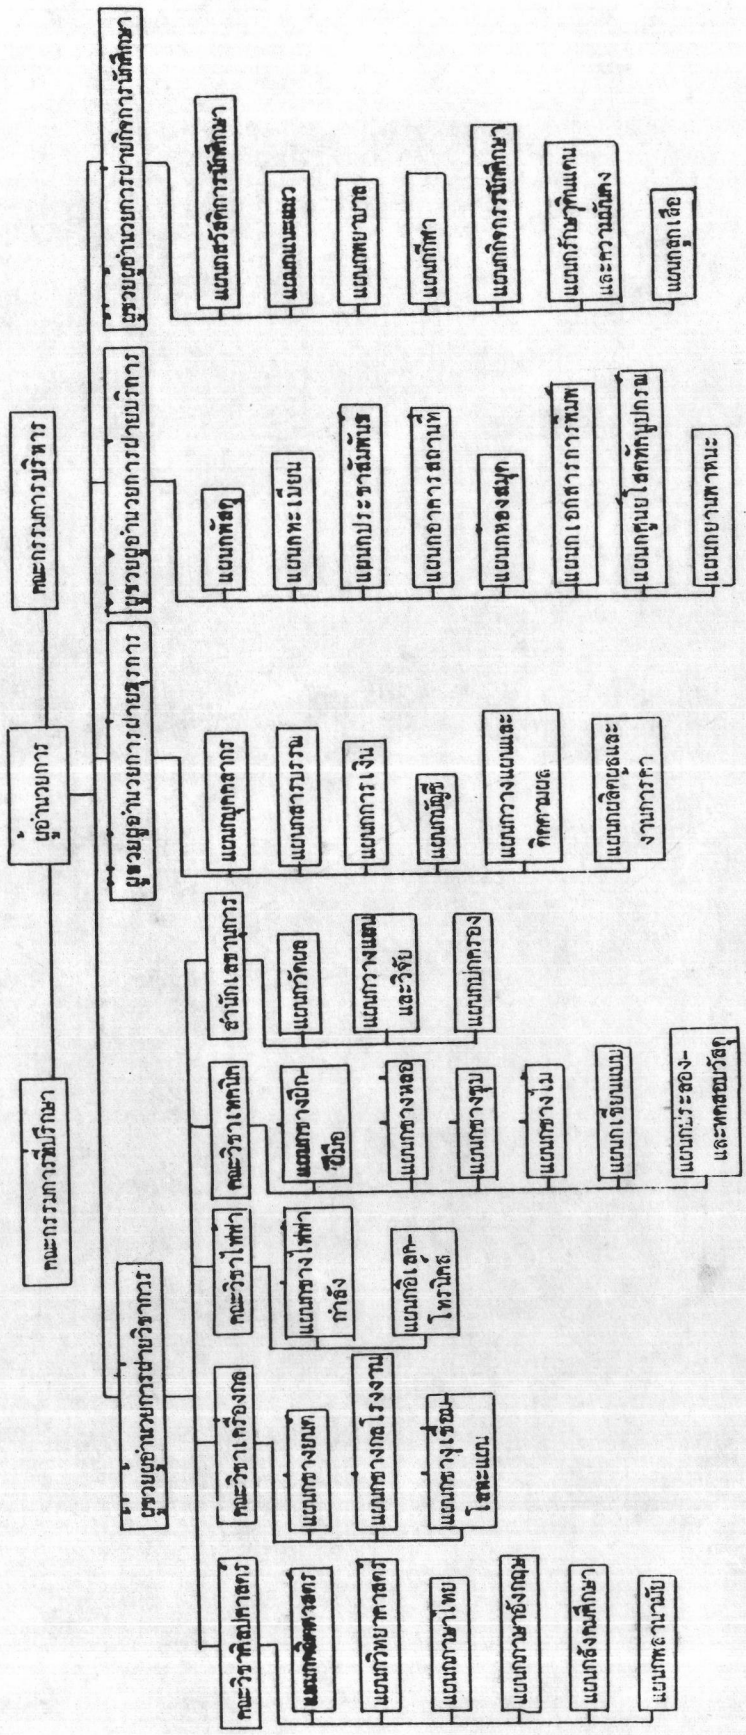 คณะกรรมการที่ปรึกษา
ผู้อำนวยการ
คณะกรรมการบริหาร
ผู้ช่วยผู้อำนวยการฝ่ายวิชาการ
ผู้ช่วยผู้อำนวยการฝ่ายธุรการ
ผู้ช่วยผู้อำนวยการฝ่ายบริการ
ผู้ช่วยผู้อำนวยการฝ่ายกิจการนักศึกษา
คณะวิชาศิลปศาสตร์
แผนกคณิตศาสตร์
แผนกวิทยาศาสตร์
แผนกภาษาไทย
แผนกภาษาอังกฤษ
แผนกสังคมศึกษา
แผนกพลานามัย
คณะวิชาเครื่องกล
แผนกช่างยนต์
แผนกช่างกลโรงงาน
แผนกช่างเชื่อม-
โลหะแผ่น
คณะวิชาไฟฟ้า
แผนกช่างไฟฟ้า
กำลัง
แผนกอิเลค-
โทรนิคส์
คณะวิชาเทคนิค
แผนกช่างฝึก-
ฝีมือ
แผนกช่างหล่อ
แผนกช่างชุบ
แผนกช่างไม้
แผนกเขียนแบบ
แผนกประลอง-
และทดสอบวัสดุ
สำนักเลขานุการ
แผนกวัดผล
แผนกวางแผน
และวิจัย
แผนกปกครอง
แผนกบุคคลากร
แผนกสารบรรณ
แผนกการเงิน
แผนกบัญชี
แผนกวางแผนและ
ติดตามผล
แผนกผลิตผลและ
งานการค้า
แผนกพัสดุ
แผนกทะเบียน
แผนกประชาสัมพันธ์
แผนกอาคารสถานที่
แผนกห้องสมุด
แผนกเอกสารการพิมพ์
แผนกศูนย์โสตทัศนูปกรณ์
แผนกยานพาหนะ
แผนกสวัสดิการนักศึกษา
แผนกแนะแนว
แผนกพยาบาล
แผนกกีฬา
แผนกกิจกรรมนักศึกษา
แผนกรักษาดินแดน
และความมั่นคง
แผนกลูกเสือ